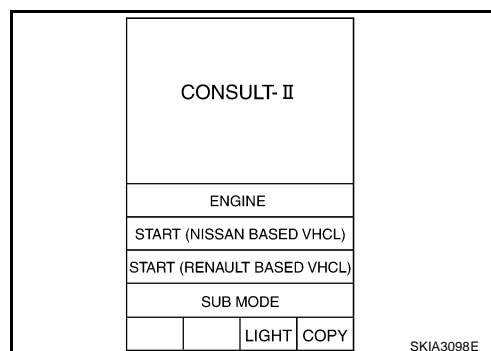 CONSULT-II
ENGINE
START (NISSAN BASED VHCL)
START (RENAULT BASED VHCL)
SUB MODE
LIGHT COPY
SKIA3098E